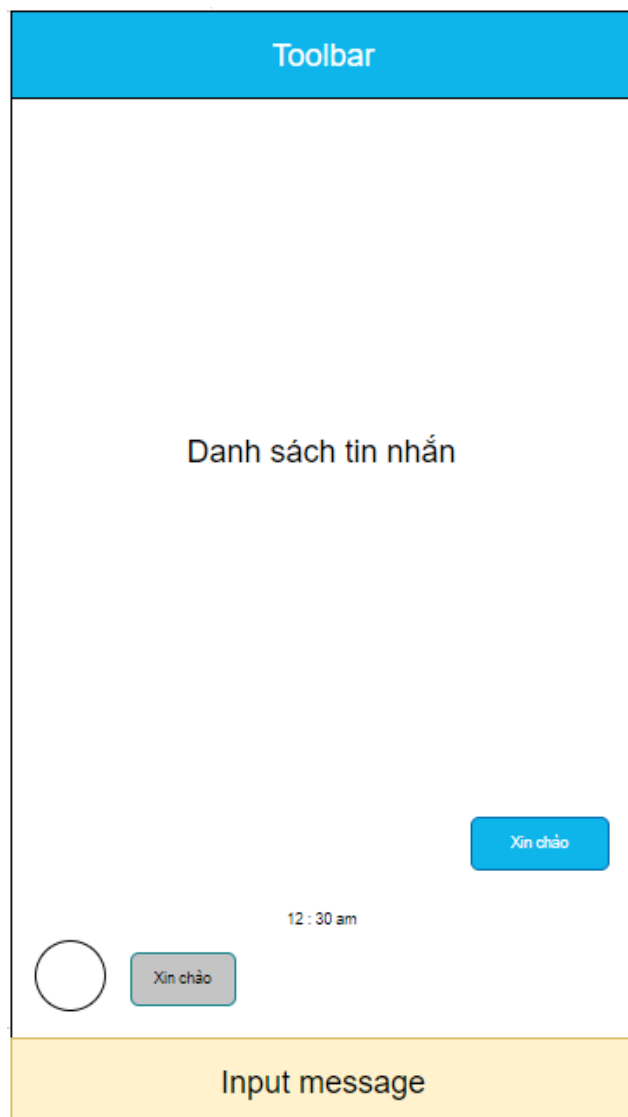 Toolbar
Danh sách tin nhắn
Xin chào
12 : 30 am
Xin chào
Input message